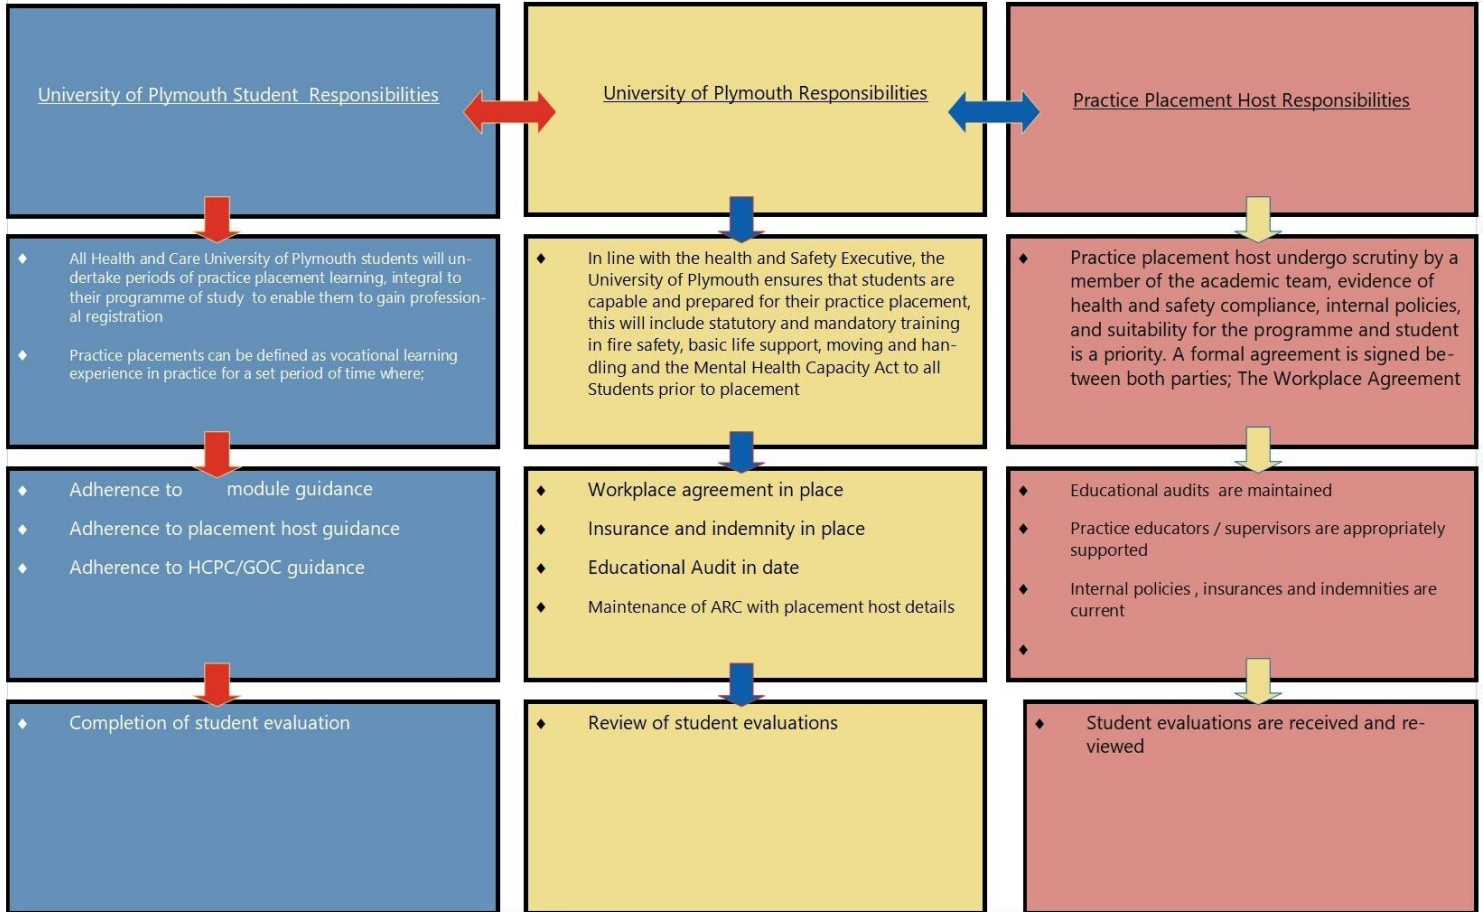 University of Plymouth Student Responsibilities
University of Plymouth Responsibilities
Practice Placement Host Responsibilities
♦ All Health and Care University of Plymouth students will un-
dertake periods of practice placement learning, integral to
their programme of study to enable them to gain profession-
al registration
♦ Practice placements can be defined as vocational learning
experience in practice for a set period of time where;
♦ In line with the health and Safety Executive, the
University of Plymouth ensures that students are
capable and prepared for their practice placement,
this will include statutory and mandatory training
in fire safety, basic life support, moving and han-
dling and the Mental Health Capacity Act to all
Students prior to placement
♦ Practice placement host undergo scrutiny by a
member of the academic team, evidence of
health and safety compliance, internal policies,
and suitability for the programme and student
is a priority. A formal agreement is signed be-
tween both parties; The Workplace Agreement
♦ Adherence to module guidance
♦ Adherence to placement host guidance
♦ Adherence to HCPC/GOC guidance
♦ Workplace agreement in place
♦ Insurance and indemnity in place
♦ Educational Audit in date
♦ Maintenance of ARC with placement host details
♦ Educational audits are maintained
♦ Practice educators / supervisors are appropriately
supported
♦ Internal policies , insurances and indemnities are
current
♦
♦ Completion of student evaluation
♦ Review of student evaluations
♦ Student evaluations are received and re-
viewed